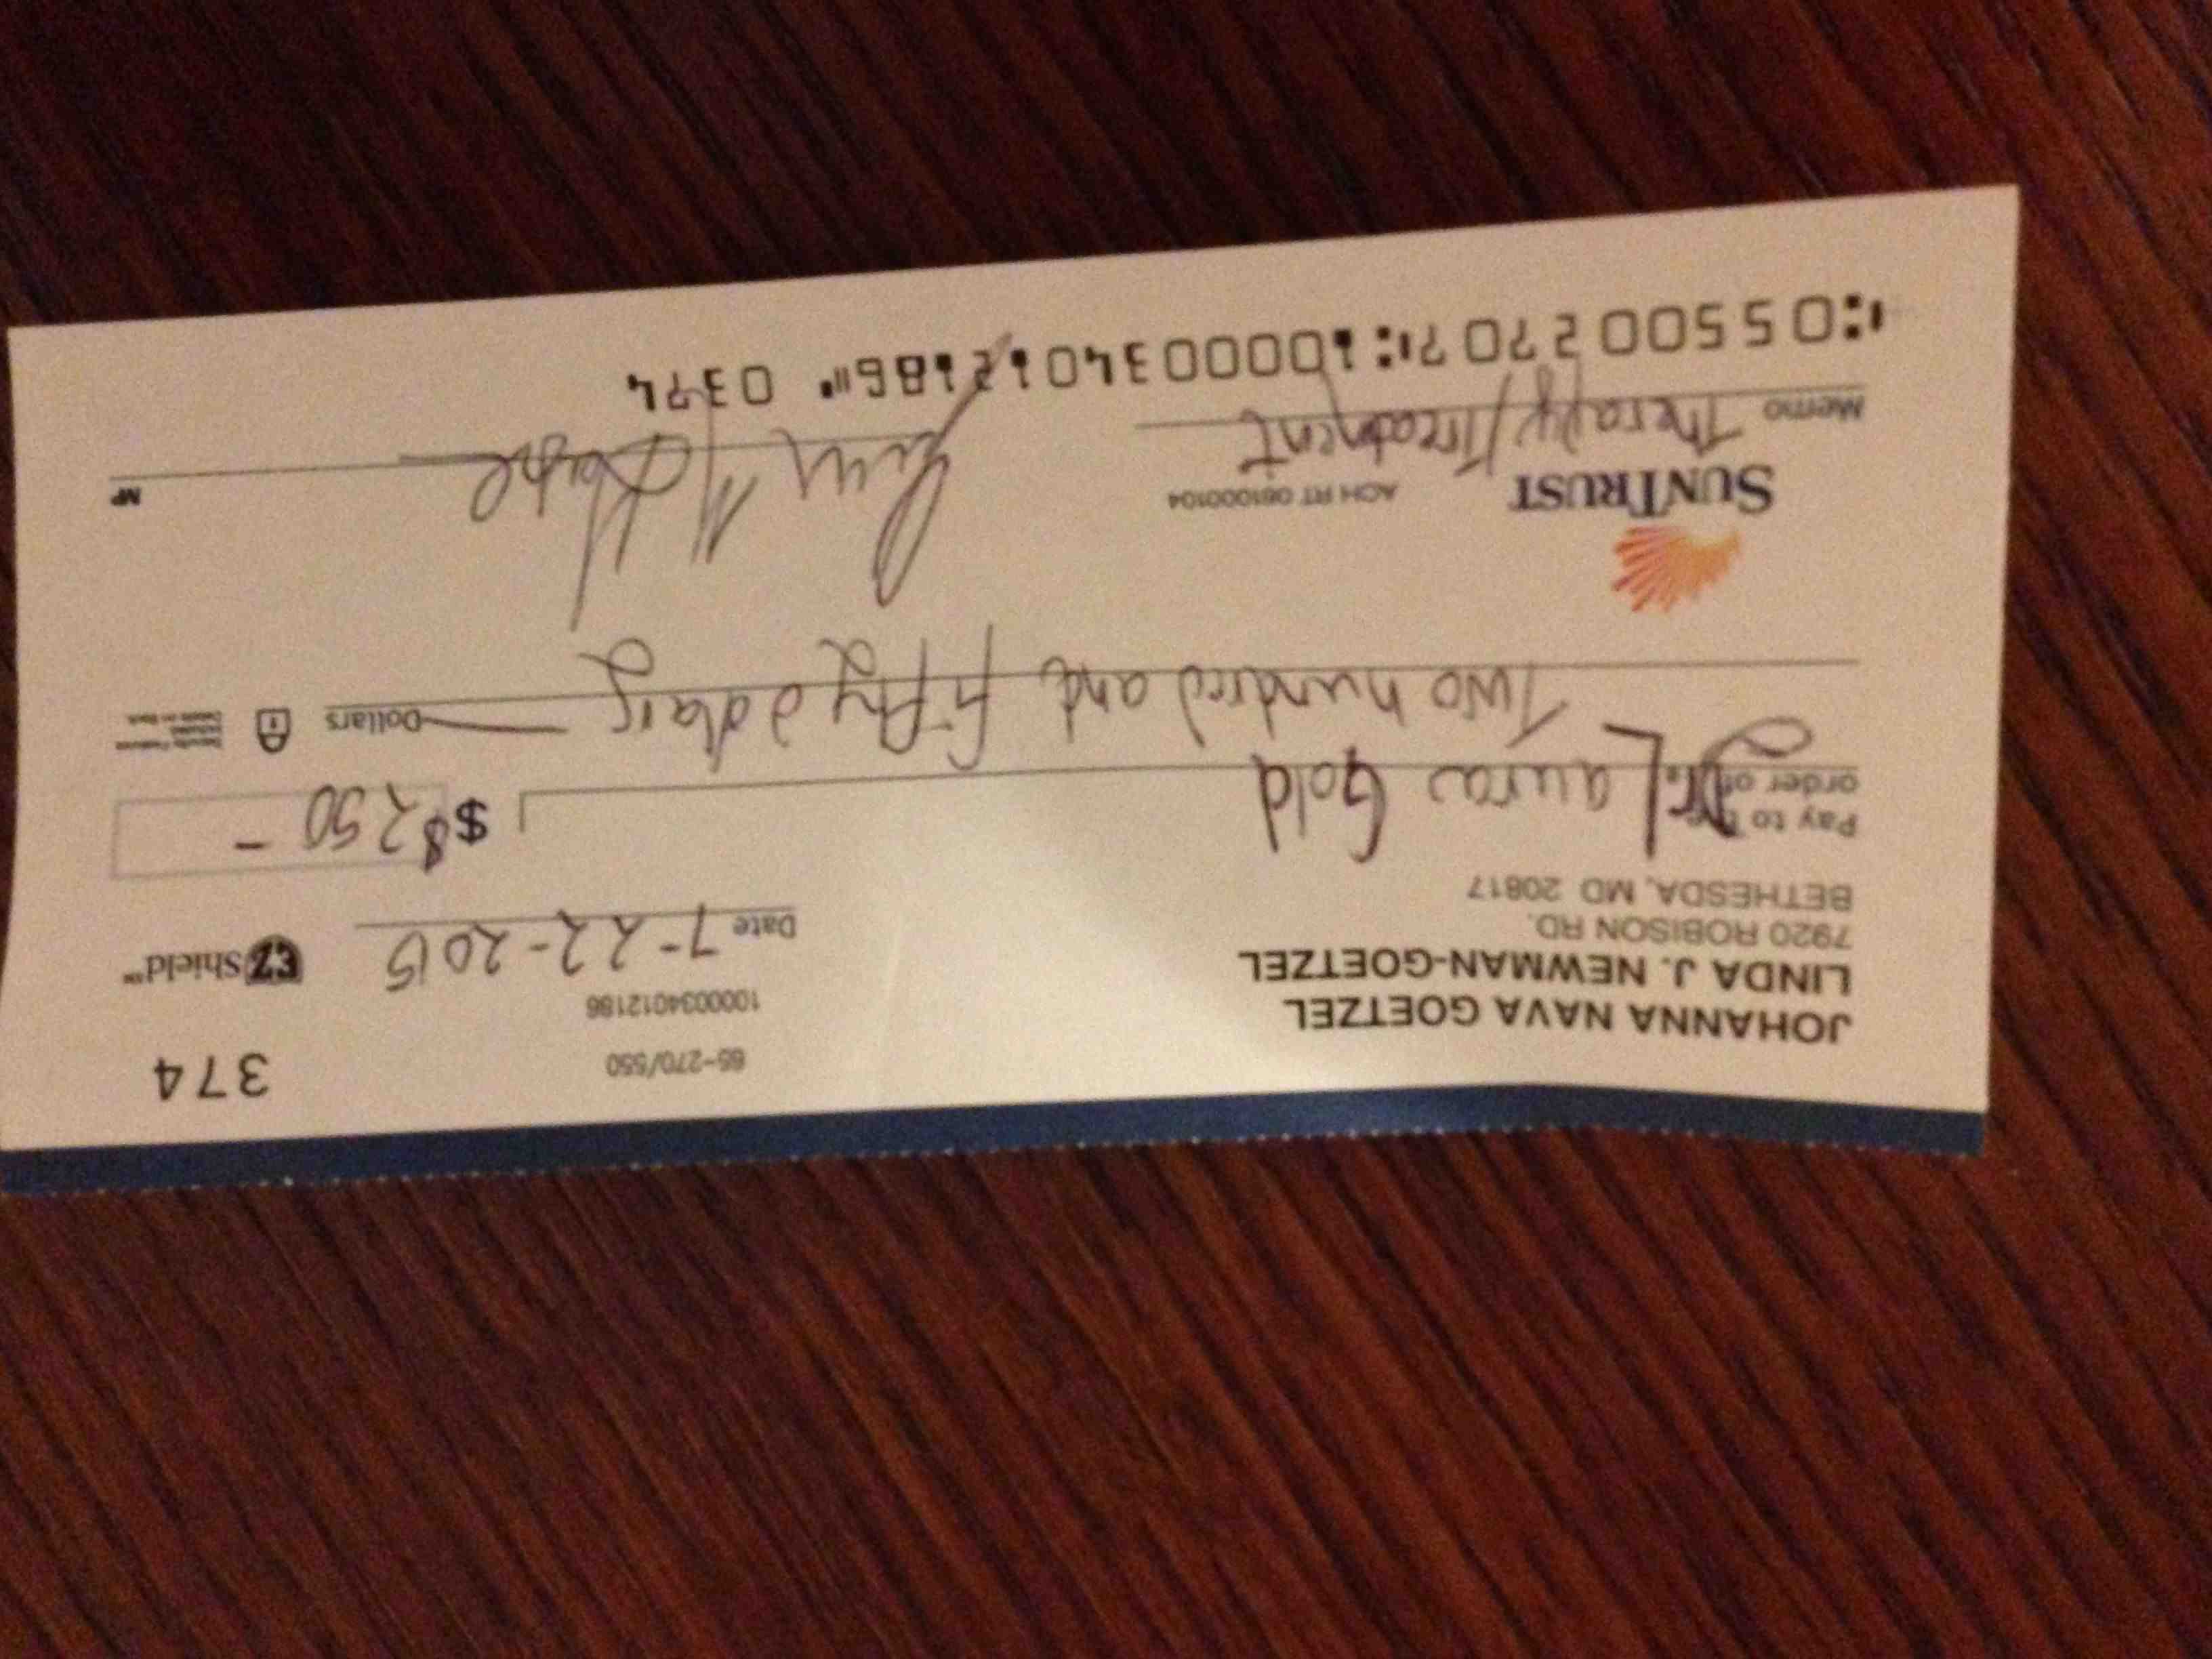 374
JOHANNA NAVA GOETZEL
LINDA J. NEWMAN-GOETZEL
7920 ROBISON RD.
BETHESDA, MD 20817
65-270/550
1000034012186
Date 7-22-2015
EZShield™
Pay to the order of Dr. Laura Gold
$ $250 -
Two hundred and fifty dollars
Dollars
SUNTRUST
ACH RT 061000104
Memo Therapy/Treatment
MP
⑆055002707⑆1000034012186⑈ 0374